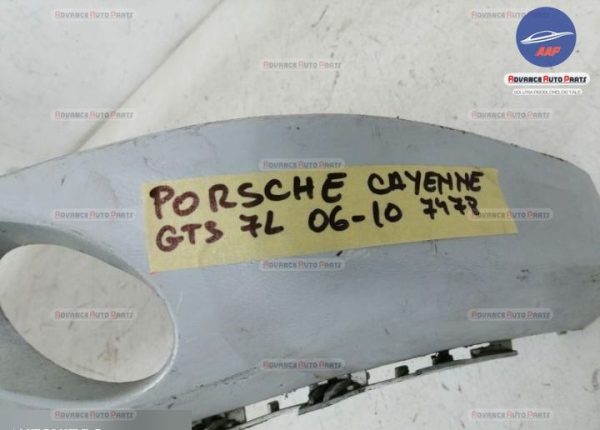 AAP
ADVANCE AUTO PARTS
PORSCHE CAYENNE
GTS 7L 06-10 7478